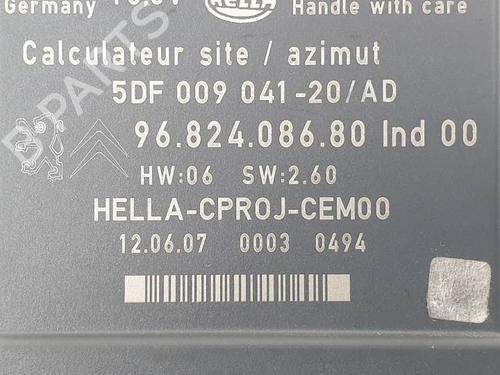 Germany
HELLA
Handle with care
Calculateur site / azimut
5DF 009 041-20/AD
96.824.086.80 Ind 00
HW:06 SW:2.60
HELLA-CPROJ-CEM00
12.06.07 0003 0494
B-PARTS